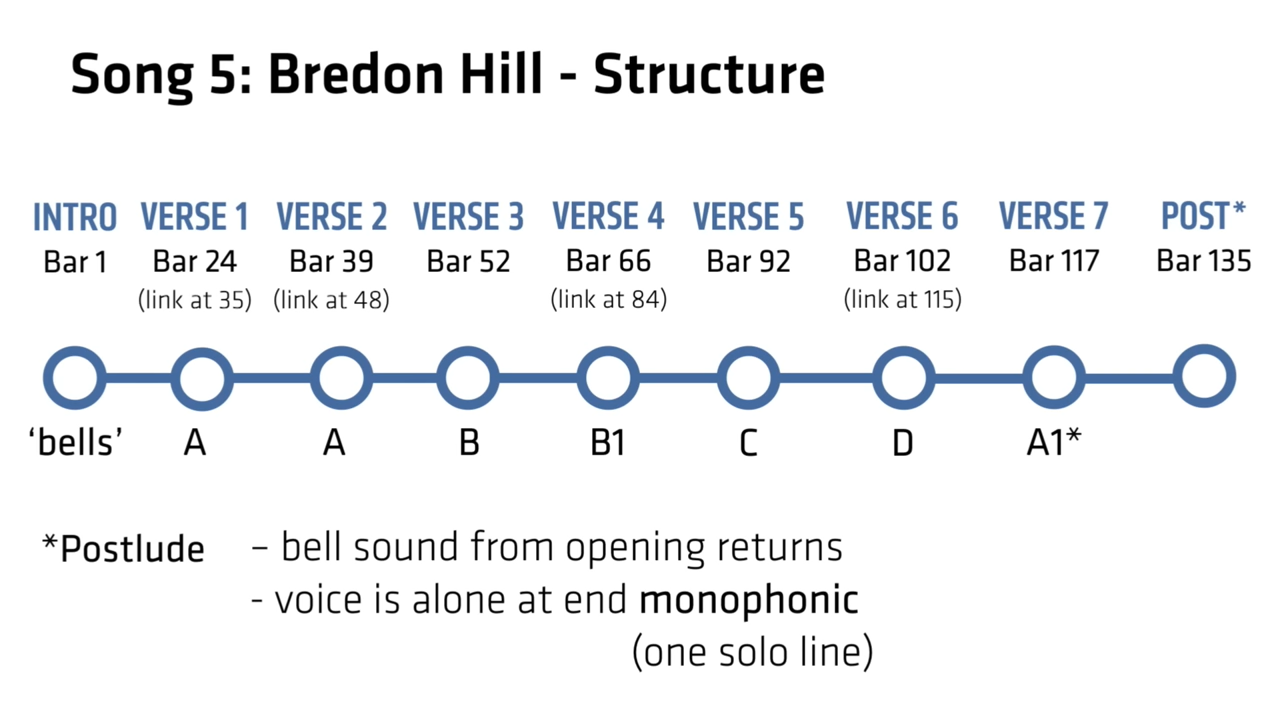 Song 5: Bredon Hill - Structure
INTRO VERSE 1 VERSE 2 VERSE 3 VERSE 4 VERSE 5 VERSE 6 VERSE 7 POST*
Bar 1 Bar 24 Bar 39 Bar 52 Bar 66 Bar 92 Bar 102 Bar 117 Bar 135
(link at 35) (link at 48) (link at 84) (link at 115)
‘bells’ A A B B1 C D A1*
*Postlude – bell sound from opening returns
- voice is alone at end monophonic
(one solo line)